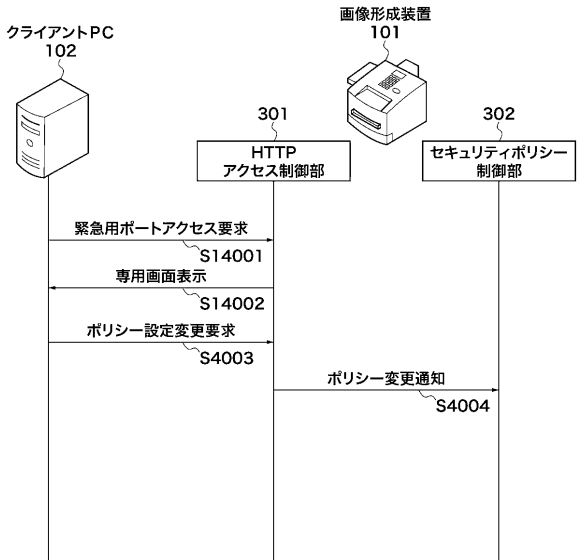 クライアントPC
102
画像形成装置
101
301
HTTP
アクセス制御部
302
セキュリティポリシー
制御部
緊急用ポートアクセス要求
S14001
専用画面表示
S14002
ポリシー設定変更要求
S4003
ポリシー変更通知
S4004